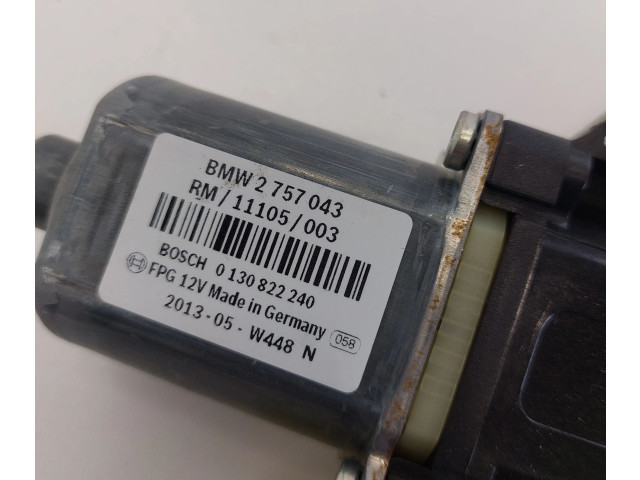 BMW 2 757 043
RM/11105/003
BOSCH 0 130 822 240
FPG 12V Made in Germany
2013-05-W448 N
058